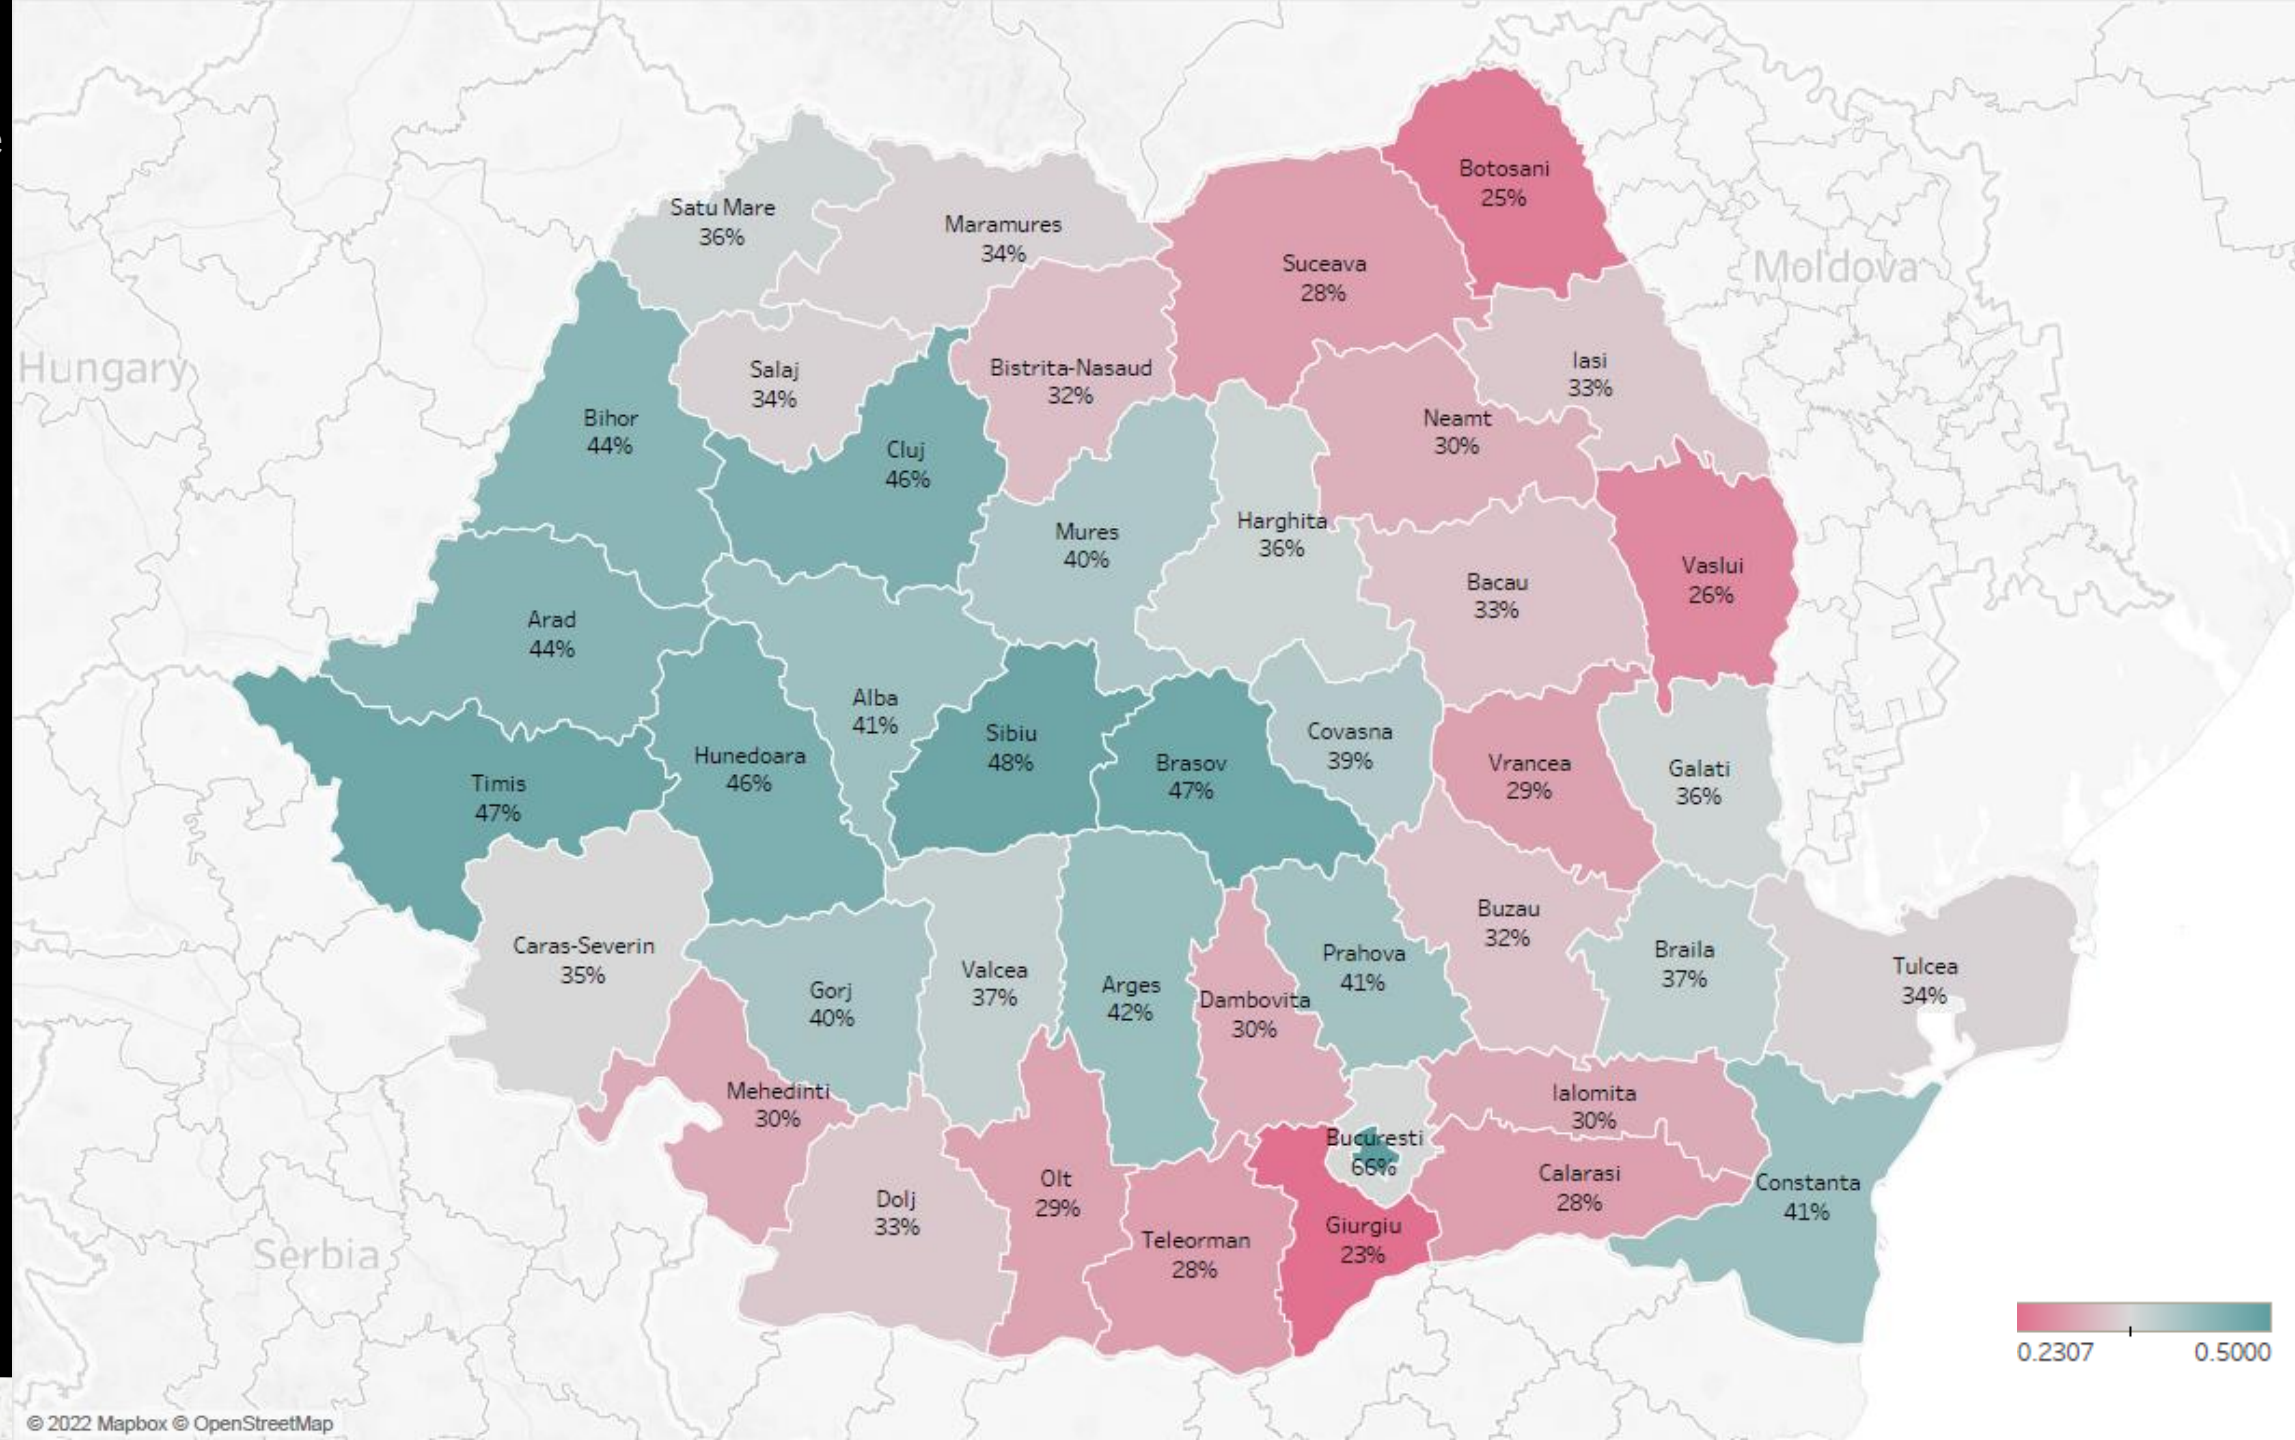 Botosani
25%
Satu Mare
36%
Maramures
34%
Suceava
28%
Moldova
Hungary
Salaj
34%
Bistrita-Nasaud
32%
Iasi
33%
Bihor
44%
Cluj
46%
Neamt
30%
Mures
40%
Harghita
36%
Vaslui
26%
Bacau
33%
Arad
44%
Alba
41%
Sibiu
48%
Covasna
39%
Hunedoara
46%
Brasov
47%
Vrancea
29%
Galati
36%
Timis
47%
Buzau
32%
Caras-Severin
35%
Prahova
41%
Braila
37%
Valcea
37%
Tulcea
34%
Gorj
40%
Arges
42%
Dambovita
30%
Mehedinti
30%
Ialomita
30%
Bucuresti
66%
Olt
29%
Calarasi
28%
Constanta
41%
Dolj
33%
Giurgiu
23%
Teleorman
28%
Serbia
0.2307 0.5000
© 2022 Mapbox © OpenStreetMap